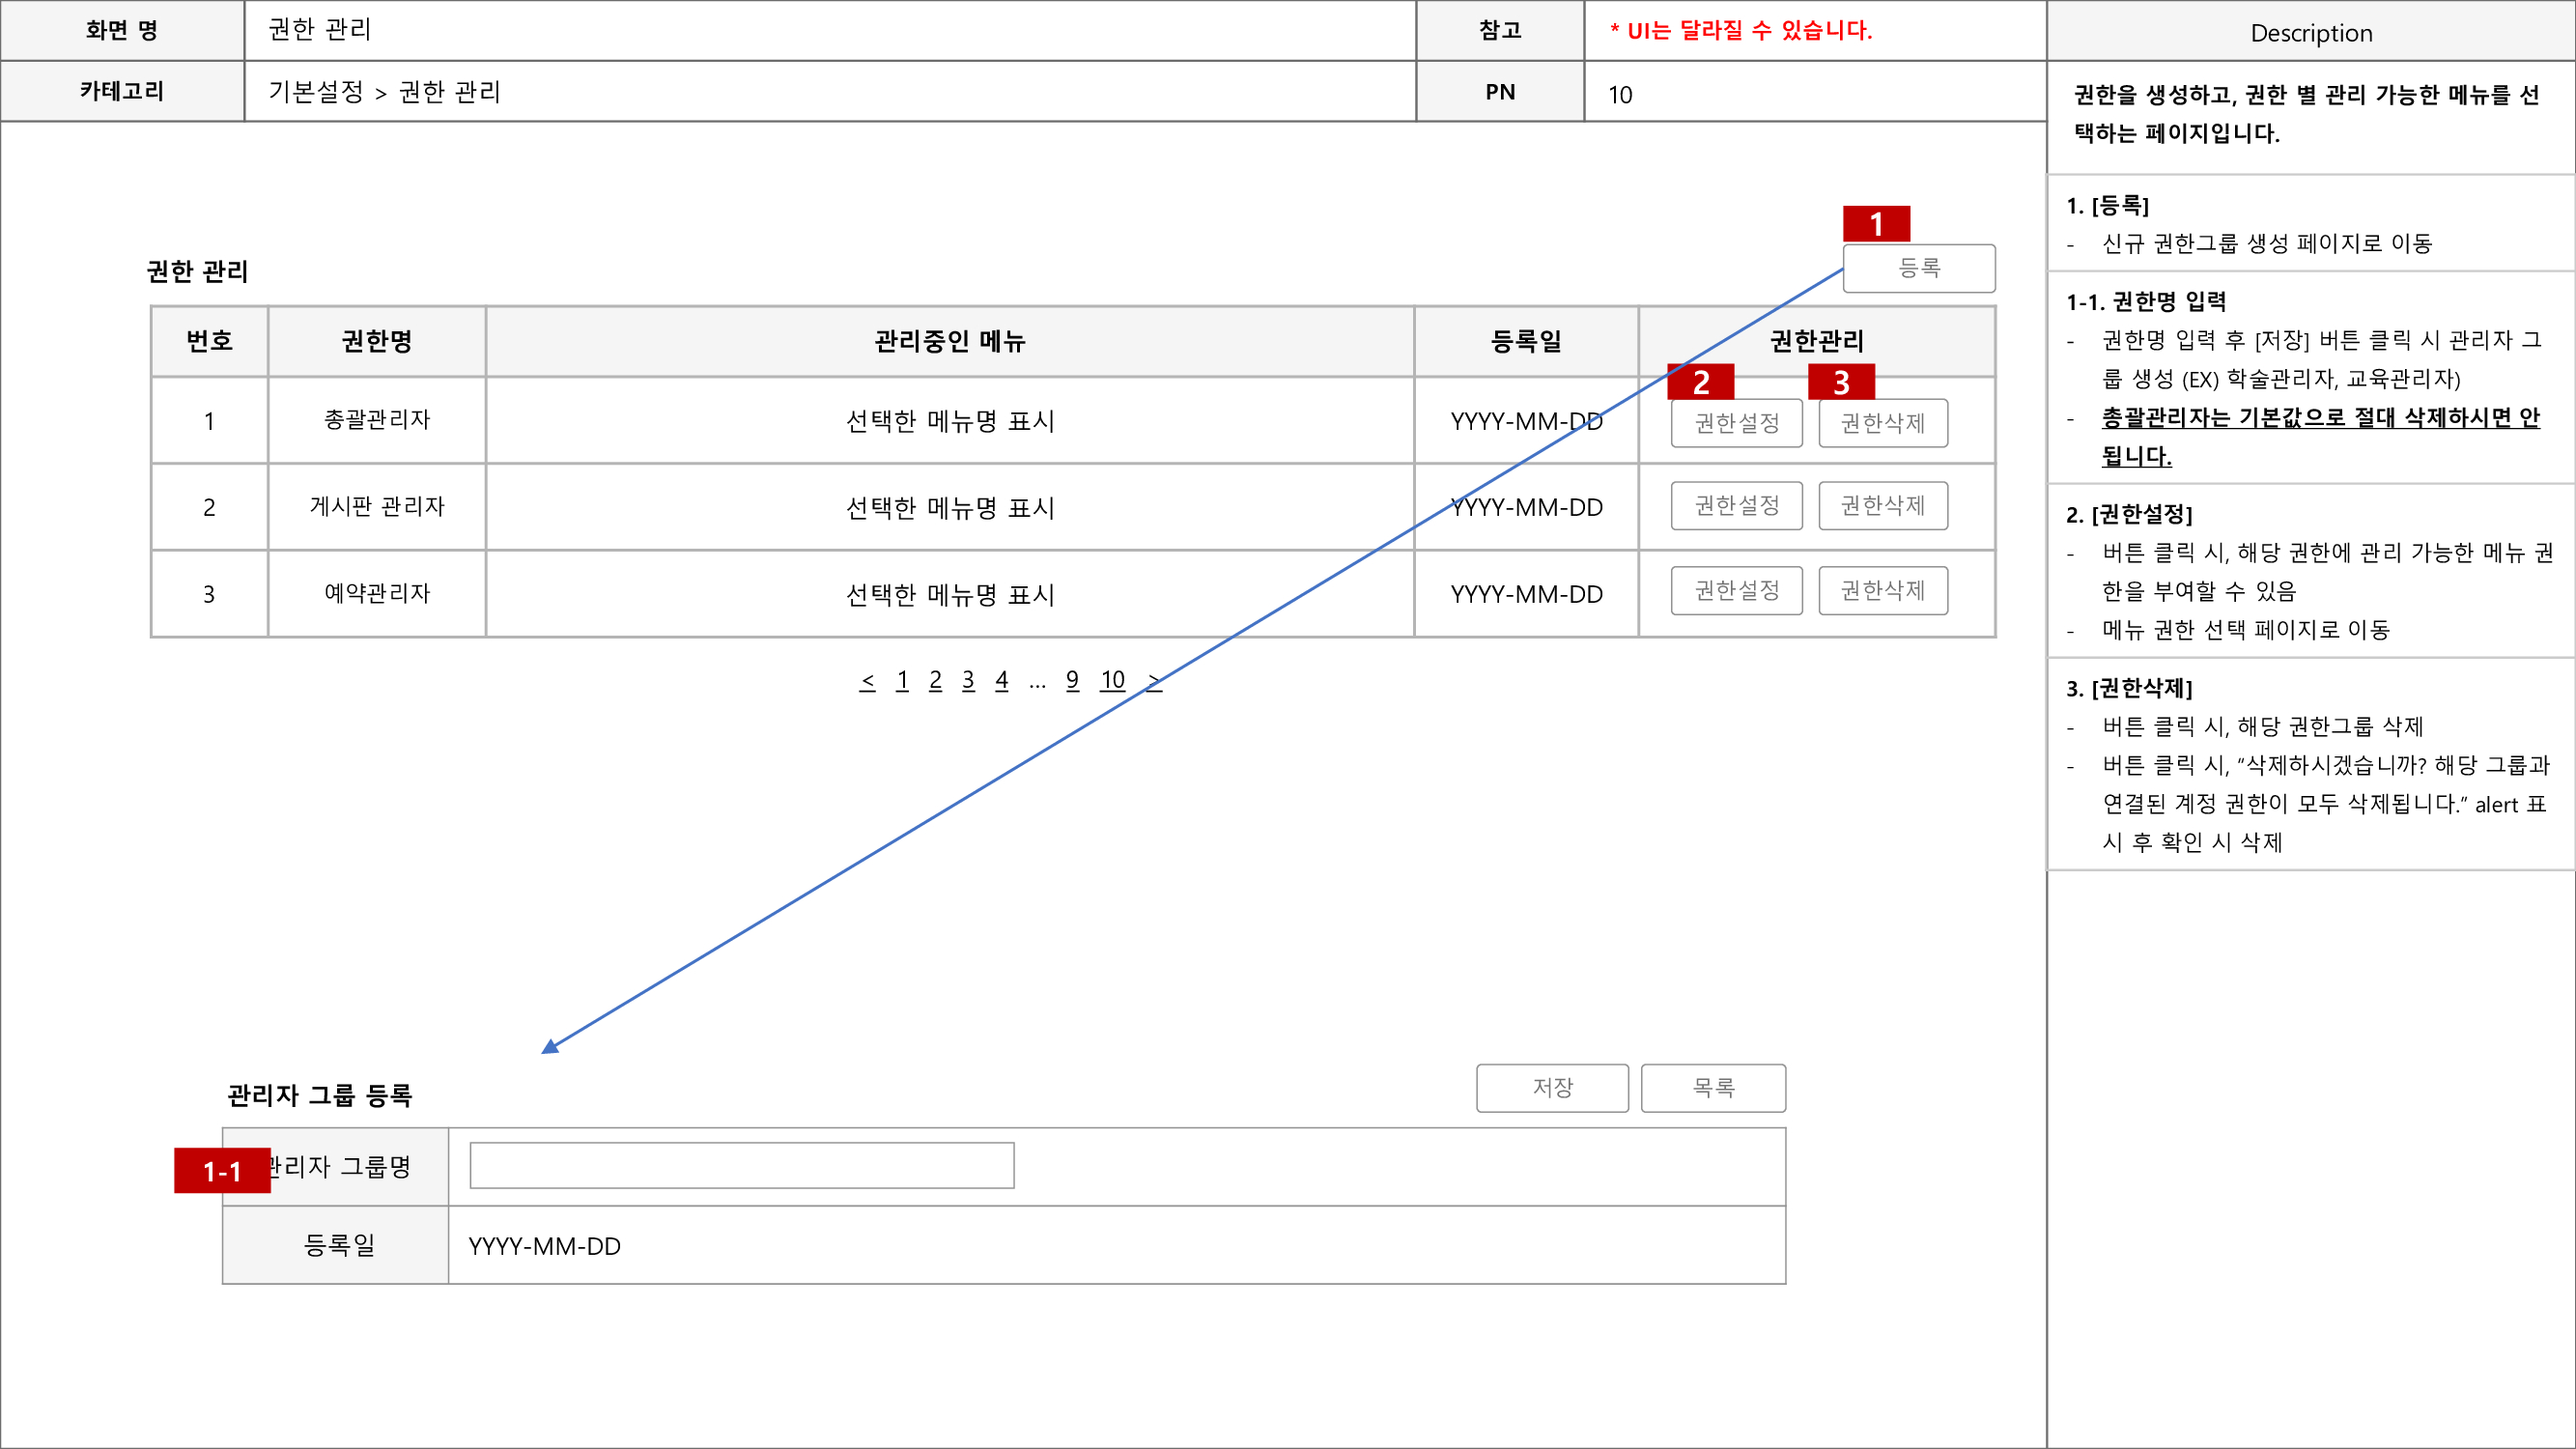 화면 명
권한 관리
참고
* UI는 달라질 수 있습니다.
카테고리
기본설정 > 권한 관리
PN
10
1
권한 관리
등록
번호
권한명
관리중인 메뉴
등록일
권한관리
2
3
1
총괄관리자
선택한 메뉴명 표시
YYYY-MM-DD
권한설정
권한삭제
2
게시판 관리자
선택한 메뉴명 표시
YYYY-MM-DD
권한설정
권한삭제
3
예약관리자
선택한 메뉴명 표시
YYYY-MM-DD
권한설정
권한삭제
< 1 2 3 4 ... 9 10 >
관리자 그룹 등록
저장
목록
1-1
관리자 그룹명
등록일
YYYY-MM-DD
Description
권한을 생성하고, 권한 별 관리 가능한 메뉴를 선
택하는 페이지입니다.
1. [등록]
- 신규 권한그룹 생성 페이지로 이동
1-1. 권한명 입력
- 권한명 입력 후 [저장] 버튼 클릭 시 관리자 그
룹 생성 (EX) 학술관리자, 교육관리자)
- 총괄관리자는 기본값으로 절대 삭제하시면 안
됩니다.
2. [권한설정]
- 버튼 클릭 시, 해당 권한에 관리 가능한 메뉴 권
한을 부여할 수 있음
- 메뉴 권한 선택 페이지로 이동
3. [권한삭제]
- 버튼 클릭 시, 해당 권한그룹 삭제
- 버튼 클릭 시, “삭제하시겠습니까? 해당 그룹과
연결된 계정 권한이 모두 삭제됩니다.” alert 표
시 후 확인 시 삭제